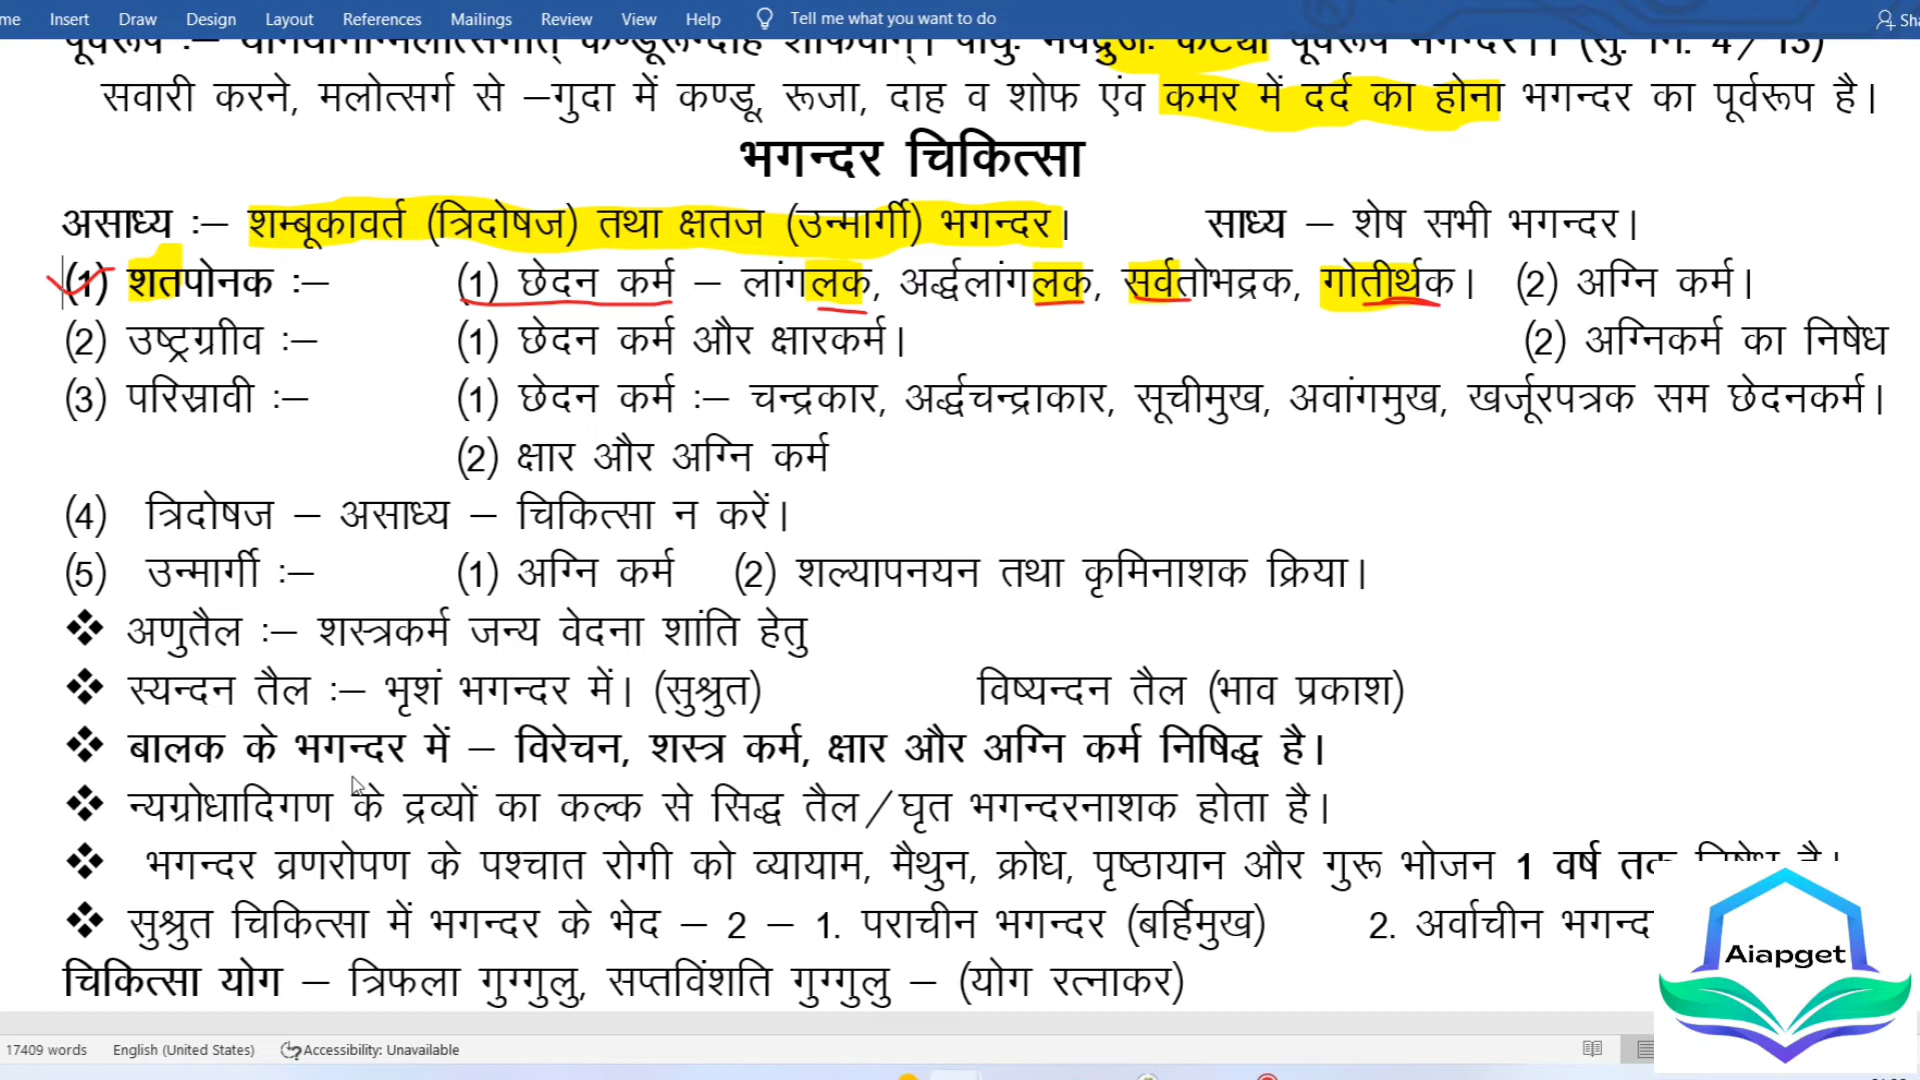 me Insert Draw Design Layout References Mailings Review View Help Tell me what you want to do Sha
पूर्वरूप :– (सु. नि. 4/13)
सवारी करने, मलोत्सर्ग से –गुदा में कण्डू, रूजा, दाह व शोफ एंव कमर में दर्द का होना भगन्दर का पूर्वरूप है।
भगन्दर चिकित्सा
असाध्य :– शम्बूकावर्त (त्रिदोषज) तथा क्षतज (उन्मार्गी) भगन्दर। साध्य – शेष सभी भगन्दर।
(1) शतपोनक :– (1) छेदन कर्म – लांगलक, अर्द्धलांगलक, सर्वतोभद्रक, गोतीर्थक। (2) अग्नि कर्म।
(2) उष्ट्रग्राीव :– (1) छेदन कर्म और क्षारकर्म। (2) अग्निकर्म का निषेध
(3) परिस्रावी :– (1) छेदन कर्म :– चन्द्रकार, अर्द्धचन्द्राकार, सूचीमुख, अवांगमुख, खर्जूरपत्रक सम छेदनकर्म।
(2) क्षार और अग्नि कर्म
(4) त्रिदोषज – असाध्य – चिकित्सा न करें।
(5) उन्मार्गी :– (1) अग्नि कर्म (2) शल्यापनयन तथा कृमिनाशक क्रिया।
❖ अणुतैल :– शस्त्रकर्म जन्य वेदना शांति हेतु
❖ स्यन्दन तैल :– भृशं भगन्दर में। (सुश्रुत) विष्यन्दन तैल (भाव प्रकाश)
❖ बालक के भगन्दर में – विरेचन, शस्त्र कर्म, क्षार और अग्नि कर्म निषिद्ध है।
❖ न्यग्रोधादिगण के द्रव्यों का कल्क से सिद्ध तैल/घृत भगन्दरनाशक होता है।
❖ भगन्दर व्रणरोपण के पश्चात रोगी को व्यायाम, मैथुन, क्रोध, पृष्ठायान और गुरू भोजन 1 वर्ष तक निषेध है।
❖ सुश्रुत चिकित्सा में भगन्दर के भेद – 2 – 1. पराचीन भगन्दर (बर्हिमुख) 2. अर्वाचीन भगन्द
चिकित्सा योग – त्रिफला गुग्गुलु, सप्तविंशति गुग्गुलु – (योग रत्नाकर)
Aiapget
17409 words English (United States) Accessibility: Unavailable